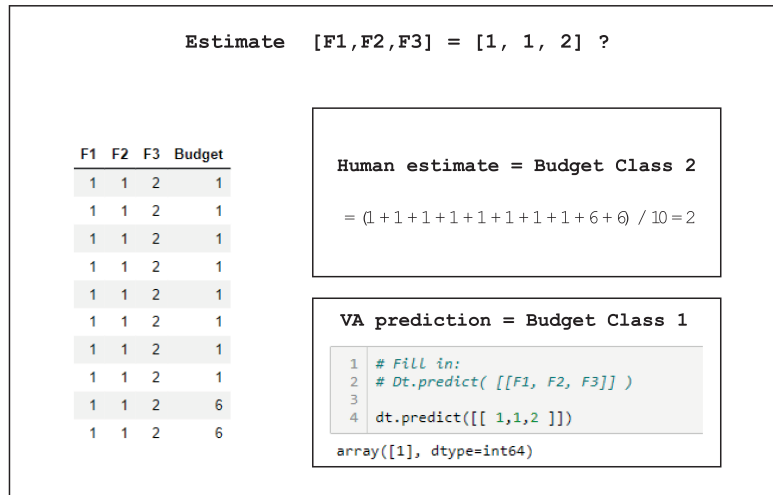 Estimate [F1,F2,F3] = [1, 1, 2] ?
F1 F2 F3 Budget
1 1 2 1
1 1 2 1
1 1 2 1
1 1 2 1
1 1 2 1
1 1 2 1
1 1 2 1
1 1 2 1
1 1 2 6
1 1 2 6
Human estimate = Budget Class 2
= (1+1+1+1+1+1+1+1+6+6) / 10 = 2
VA prediction = Budget Class 1
1 # Fill in:
2 # Dt.predict( [[F1, F2, F3]] )
3
4 dt.predict([[ 1,1,2 ]])
array([1], dtype=int64)